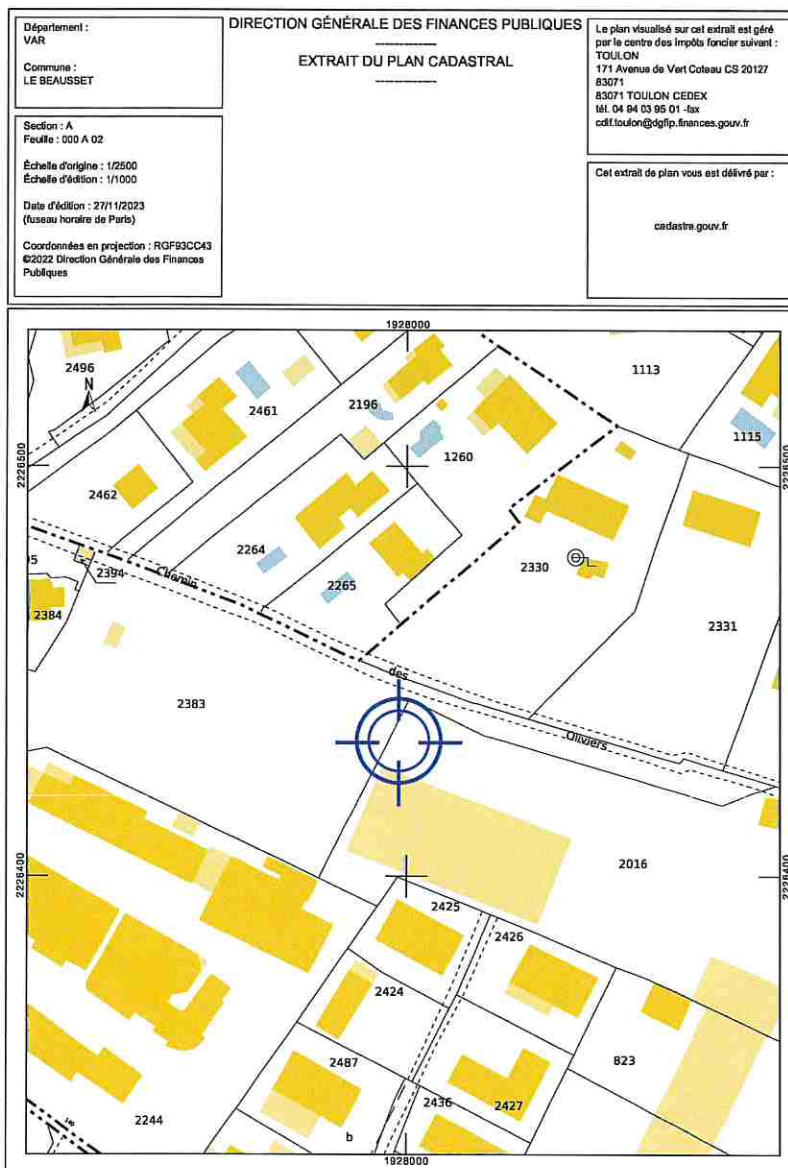 Département :
VAR
Commune :
LE BEAUSSET
Section : A
Feuille : 000 A 02
Échelle d'origine : 1/2500
Échelle d'édition : 1/1000
Date d'édition : 27/11/2023
(fuseau horaire de Paris)
Coordonnées en projection : RGF93CC43
©2022 Direction Générale des Finances
Publiques
DIRECTION GÉNÉRALE DES FINANCES PUBLIQUES
EXTRAIT DU PLAN CADASTRAL
Le plan visualisé sur cet extrait est géré
par le centre des impôts foncier suivant :
TOULON
171 Avenue de Vert Coteau CS 20127
83071
83071 TOULON CEDEX
tél. 04 94 03 95 01 -fax
cdif.toulon@dgfip.finances.gouv.fr
Cet extrait de plan vous est délivré par :
cadastre.gouv.fr
1928000
2496
N
1113
2461
2196
1115
2226500
1260
2226500
2462
2264
2330
2394
2265
2384
2331
Chemin
des
Oliviers
2383
2226400
2016
2226400
2425
2426
2424
2487
823
2436
2427
2244
b
1928000